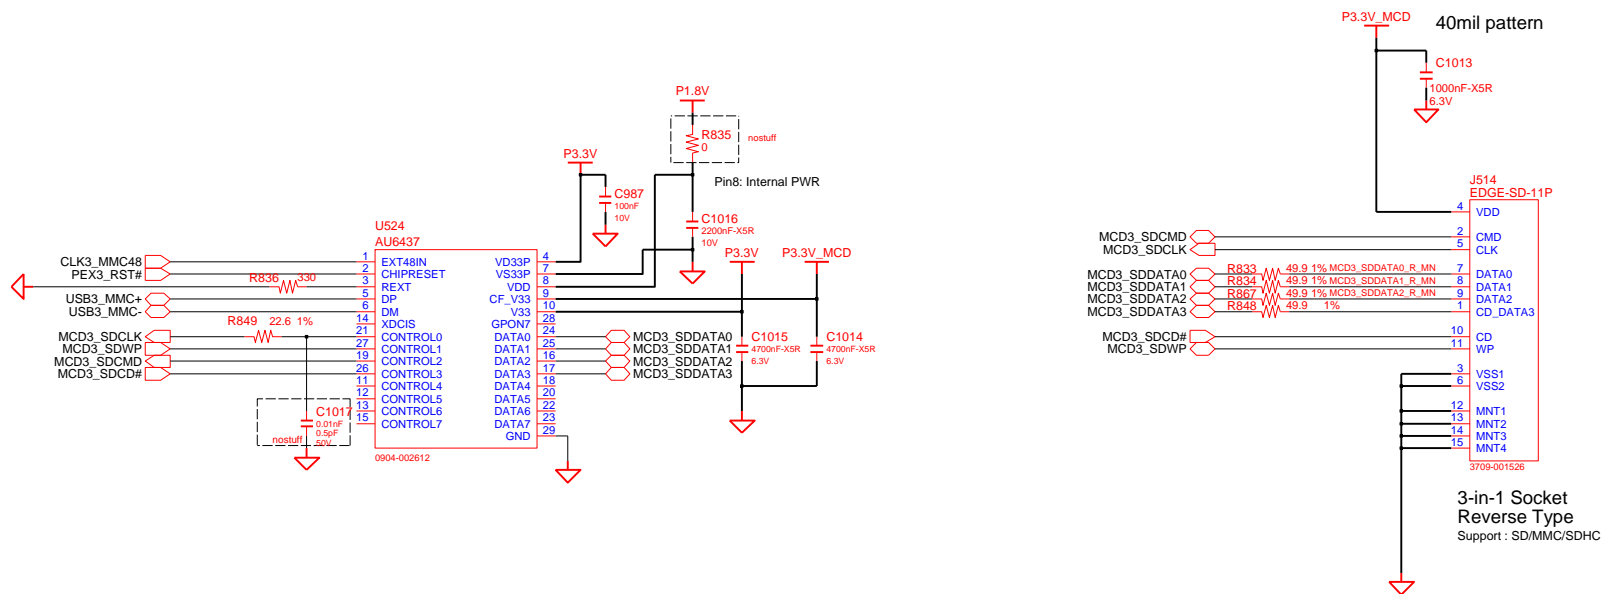 P3.3V_MCD
40mil pattern
C1013
1000nF-X5R
6.3V
P1.8V
R835
0
nostuff
Pin8: Internal PWR
P3.3V
C987
100nF
10V
C1016
2200nF-X5R
10V
P3.3V
P3.3V_MCD
C1015
4700nF-X5R
6.3V
C1014
4700nF-X5R
6.3V
U524
AU6437
CLK3_MMC48 1 EXT48IN
PEX3_RST# 2 CHIPRESET
R836 330 3 REXT
USB3_MMC+ 5 DP
USB3_MMC- 6 DM
14 XDCIS
MCD3_SDCLK R849 22.6 1% 21 CONTROL0
MCD3_SDWP 27 CONTROL1
MCD3_SDCMD 19 CONTROL2
MCD3_SDCD# 26 CONTROL3
11 CONTROL4
12 CONTROL5
13 CONTROL6
15 CONTROL7
VD33P 4
VS33P 7
VDD 8
CF_V33 9
V33 10
GPON7 28
DATA0 24 MCD3_SDDATA0
DATA1 25 MCD3_SDDATA1
DATA2 16 MCD3_SDDATA2
DATA3 17 MCD3_SDDATA3
DATA4 18
DATA5 20
DATA6 22
DATA7 23
GND 29
0904-002612
C1017
0.01nF
0.5pF
50V
nostuff
J514
EDGE-SD-11P
4 VDD
MCD3_SDCMD 2 CMD
MCD3_SDCLK 5 CLK
MCD3_SDDATA0 R833 49.9 1% MCD3_SDDATA0_R_MN 7 DATA0
MCD3_SDDATA1 R834 49.9 1% MCD3_SDDATA1_R_MN 8 DATA1
MCD3_SDDATA2 R867 49.9 1% MCD3_SDDATA2_R_MN 9 DATA2
MCD3_SDDATA3 R848 49.9 1% 1 CD_DATA3
MCD3_SDCD# 10 CD
MCD3_SDWP 11 WP
3 VSS1
6 VSS2
12 MNT1
13 MNT2
14 MNT3
15 MNT4
3709-001526
3-in-1 Socket
Reverse Type
Support : SD/MMC/SDHC